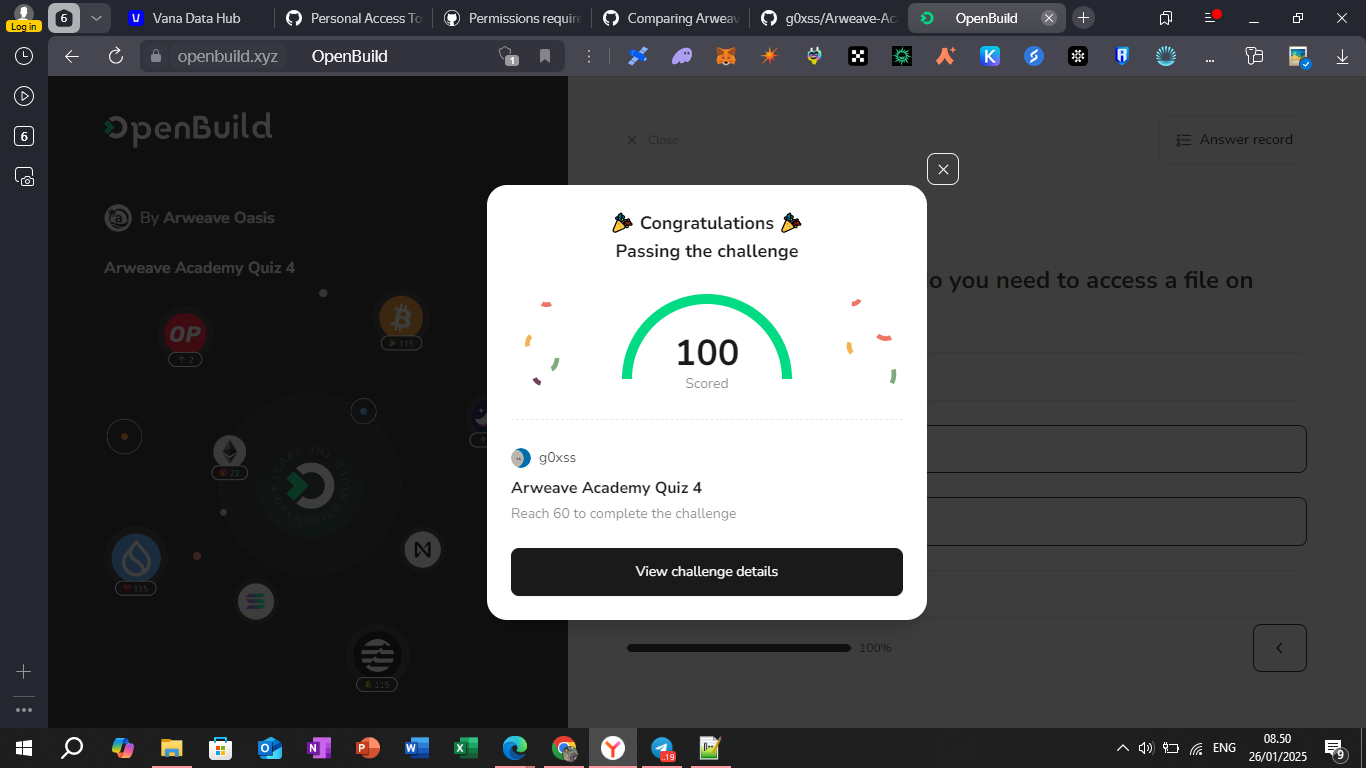 Log in
6
Vana Data Hub
Personal Access To
Permissions require
Comparing Arweav
g0xss/Arweave-Aca
OpenBuild
openbuild.xyz
OpenBuild
1
6
OpenBuild
Close
Answer record
By Arweave Oasis
Arweave Academy Quiz 4
OP
2
115
22
115
115
o you need to access a file on
Congratulations
Passing the challenge
100
Scored
g0xss
Arweave Academy Quiz 4
Reach 60 to complete the challenge
View challenge details
100%
..19
ENG
08.50
26/01/2025
9